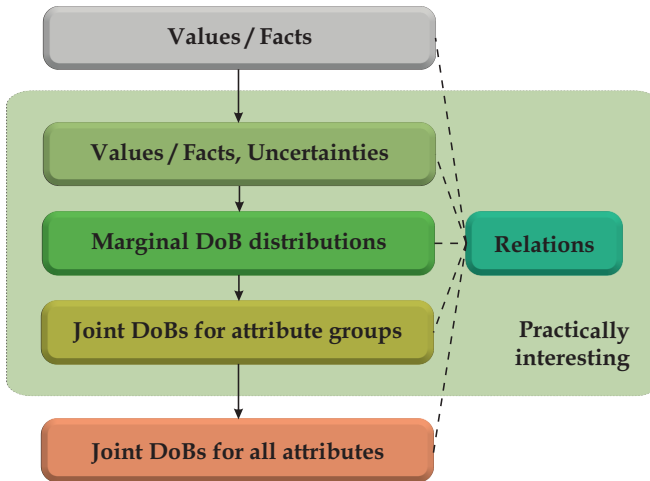 Values / Facts
Values / Facts, Uncertainties
Marginal DoB distributions
Relations
Joint DoBs for attribute groups
Practically
interesting
Joint DoBs for all attributes